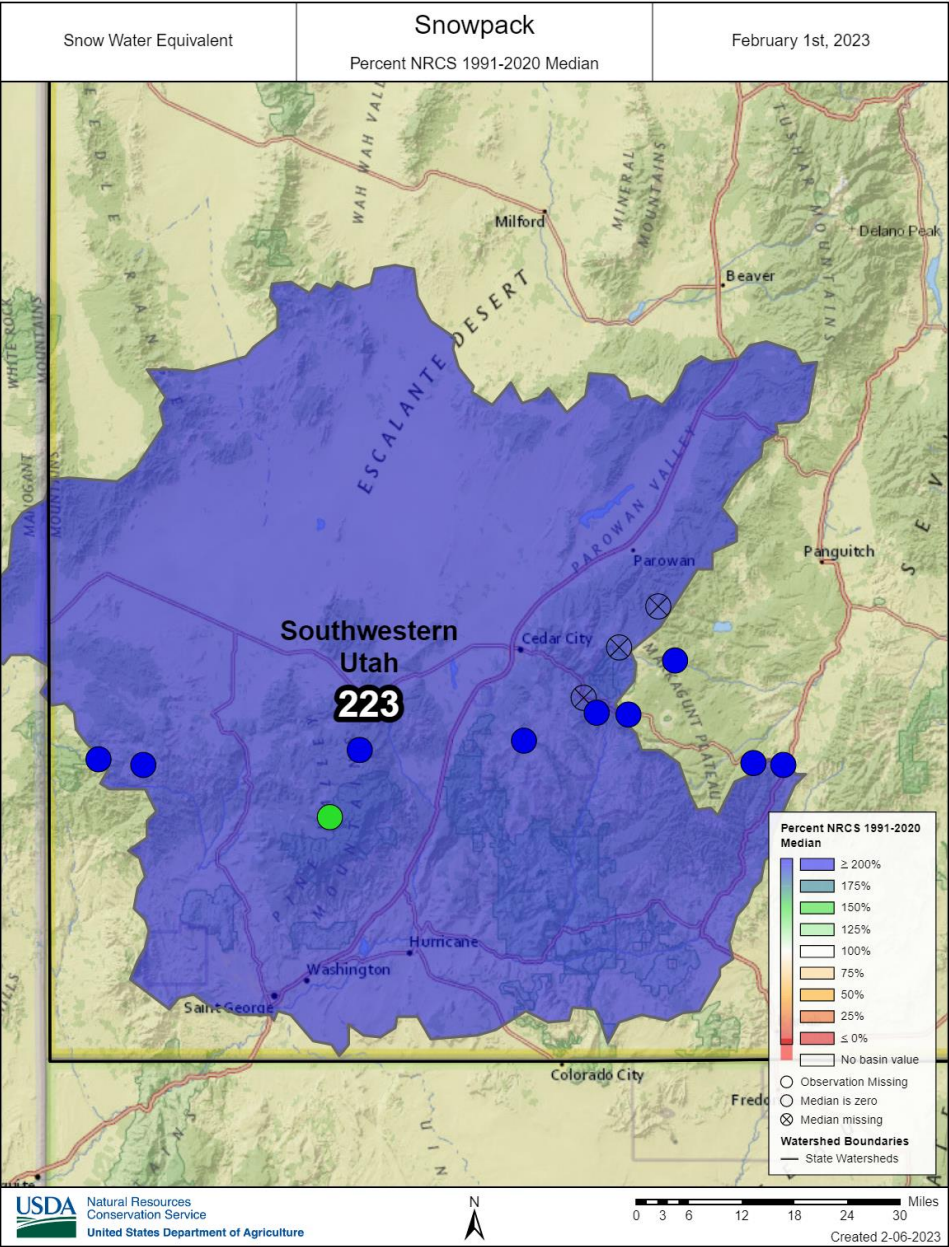 Snow Water Equivalent
Snowpack
Percent NRCS 1991-2020 Median
February 1st, 2023
WAH WAH VALL
MINERAL
MOUNTAINS
TUSHAR MOUNTAINS
Milford
Delano Peak
Beaver
WHITE ROCK
MOUNTAINS
ESCALANTE DESERT
MAHOGANY
MOUNTAINS
PAROWAN VALLEY
Parowan
Panguitch
SEV
Southwestern
Utah
223
Cedar City
MARKAGUNT PLATEAU
PINE VALLEY
MOUNTAINS
Hurricane
Washington
Saint George
Colorado City
Fredo
Percent NRCS 1991-2020
Median
≥ 200%
175%
150%
125%
100%
75%
50%
25%
≤ 0%
No basin value
Observation Missing
Median is zero
Median missing
Watershed Boundaries
State Watersheds
USDA
Natural Resources
Conservation Service
United States Department of Agriculture
N
Miles
0 3 6 12 18 24 30
Created 2-06-2023